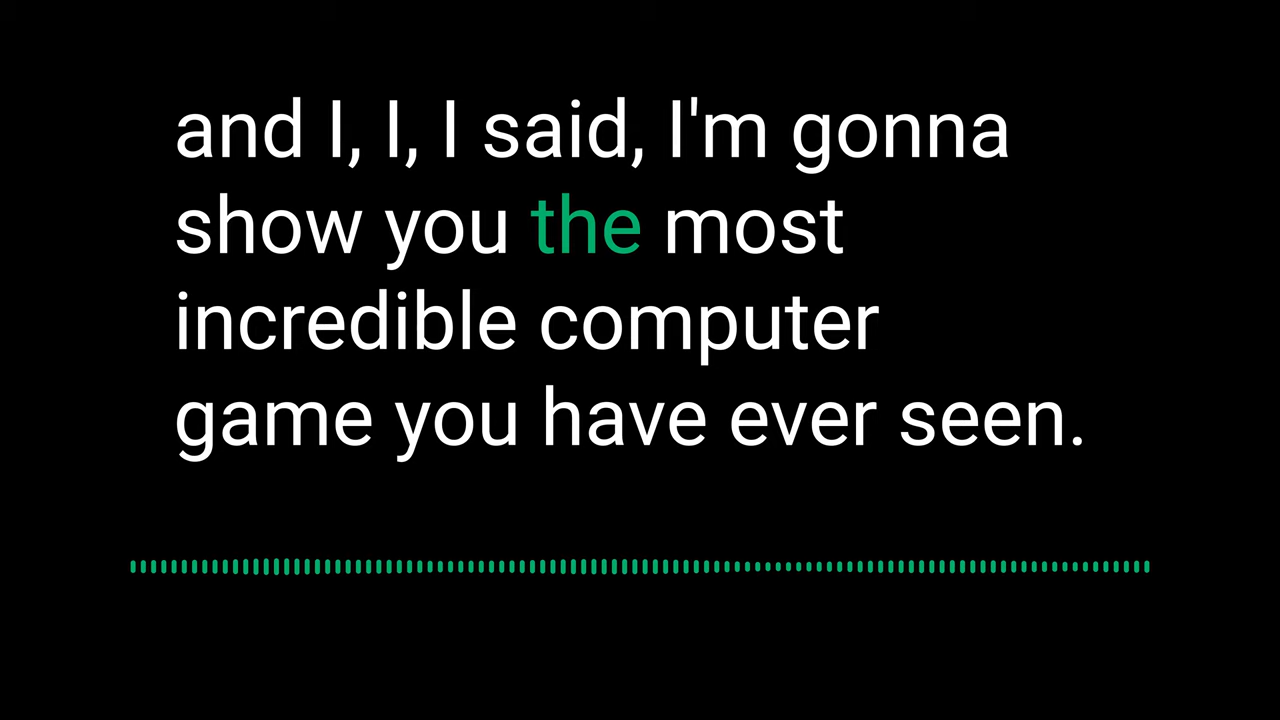 and I, I, I said, I'm gonna
show you the most
incredible computer
game you have ever seen.